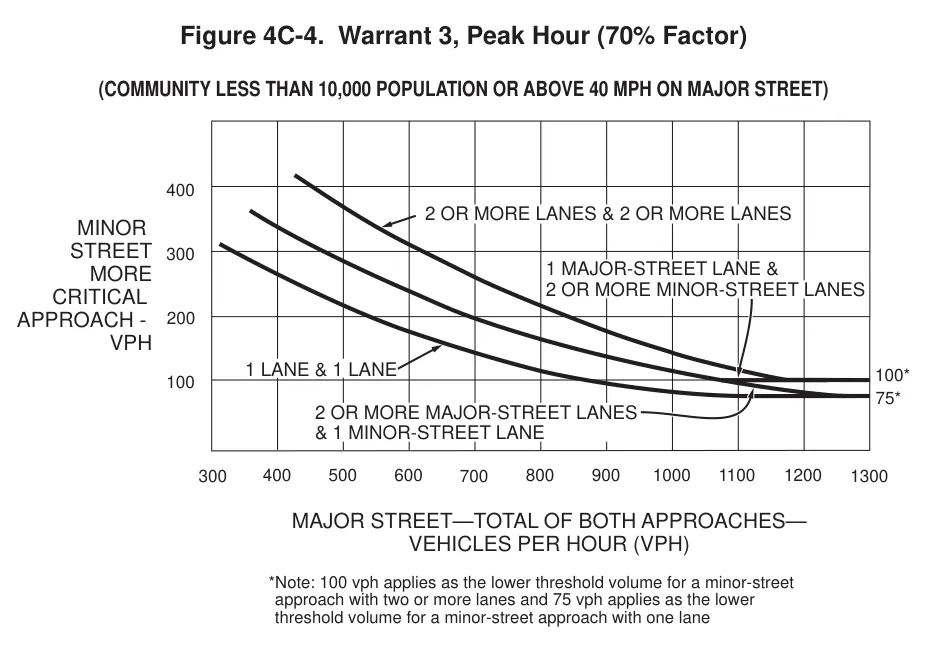 Figure 4C-4. Warrant 3, Peak Hour (70% Factor)
(COMMUNITY LESS THAN 10,000 POPULATION OR ABOVE 40 MPH ON MAJOR STREET)
MINOR
STREET
MORE
CRITICAL
APPROACH -
VPH
400
300
200
100
2 OR MORE LANES & 2 OR MORE LANES
1 MAJOR-STREET LANE &
2 OR MORE MINOR-STREET LANES
1 LANE & 1 LANE
2 OR MORE MAJOR-STREET LANES
& 1 MINOR-STREET LANE
100*
75*
300 400 500 600 700 800 900 1000 1100 1200 1300
MAJOR STREET—TOTAL OF BOTH APPROACHES—
VEHICLES PER HOUR (VPH)
*Note: 100 vph applies as the lower threshold volume for a minor-street
approach with two or more lanes and 75 vph applies as the lower
threshold volume for a minor-street approach with one lane